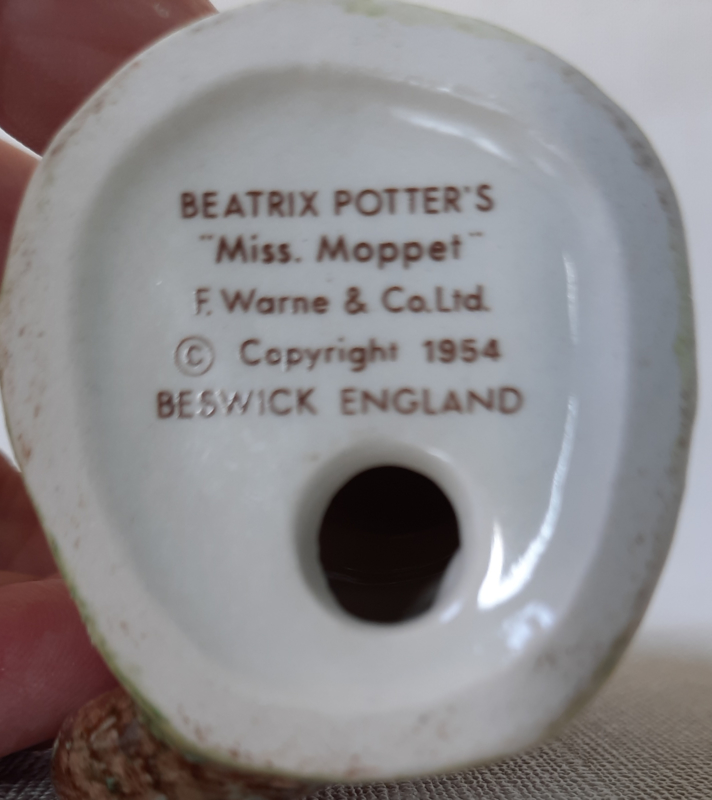 BEATRIX POTTER'S
"Miss. Moppet"
F. Warne & Co.Ltd.
© Copyright 1954
BESWICK ENGLAND